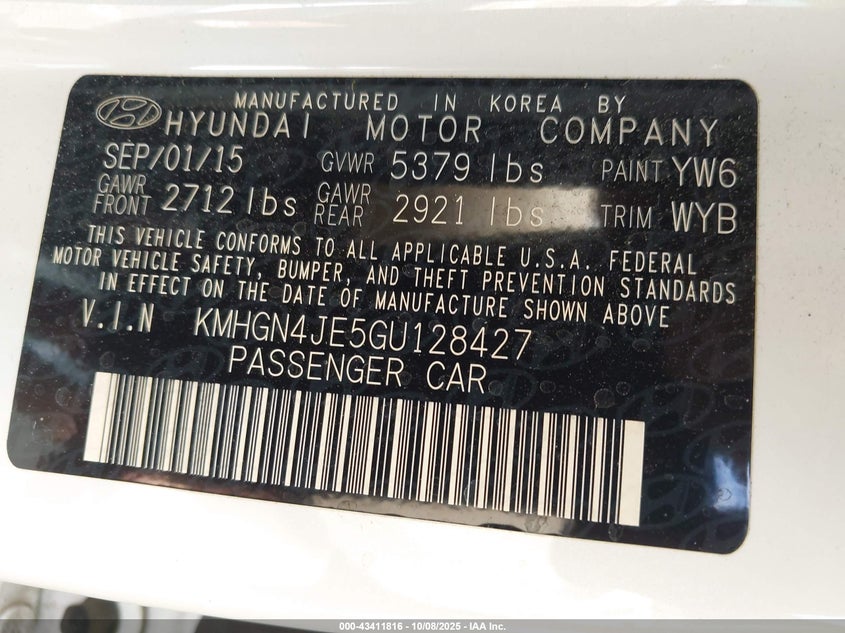 MANUFACTURED IN KOREA BY
HYUNDAI MOTOR COMPANY
SEP/01/15 GVWR 5379 lbs PAINT YW6
GAWR FRONT 2712 lbs GAWR REAR 2921 lbs TRIM WYB
THIS VEHICLE CONFORMS TO ALL APPLICABLE U.S.A. FEDERAL
MOTOR VEHICLE SAFETY, BUMPER, AND THEFT PREVENTION STANDARDS
IN EFFECT ON THE DATE OF MANUFACTURE SHOWN ABOVE
V.I.N KMHGN4JE5GU128427
PASSENGER CAR
000-43411816 - 10/08/2025 - IAA Inc.